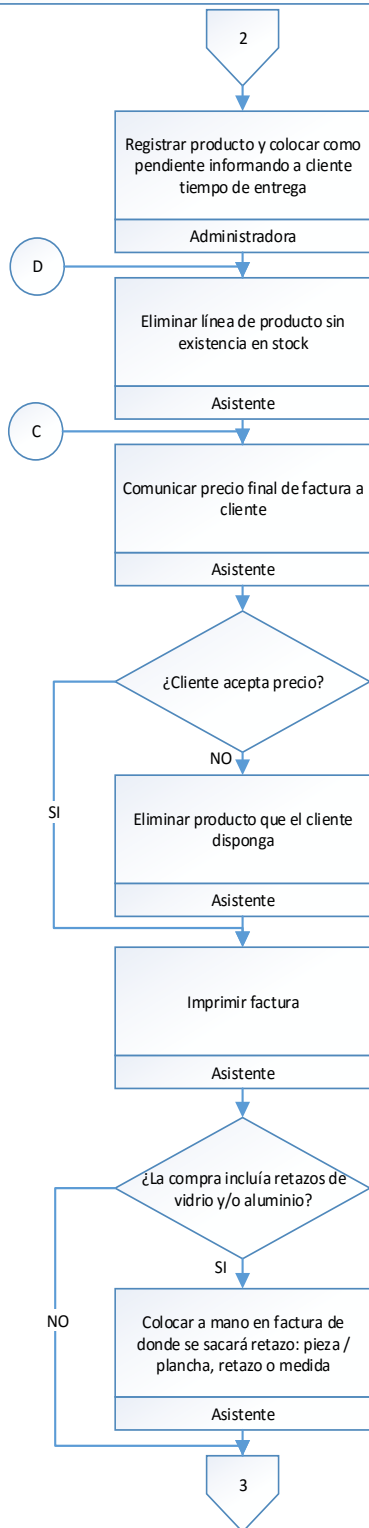 2
Registrar producto y colocar como
pendiente informando a cliente
tiempo de entrega
Administradora
D
Eliminar línea de producto sin
existencia en stock
Asistente
C
Comunicar precio final de factura a
cliente
Asistente
¿Cliente acepta precio?
NO
SI
Eliminar producto que el cliente
disponga
Asistente
Imprimir factura
Asistente
¿La compra incluía retazos de
vidrio y/o aluminio?
SI
NO
Colocar a mano en factura de
donde se sacará retazo: pieza /
plancha, retazo o medida
Asistente
3